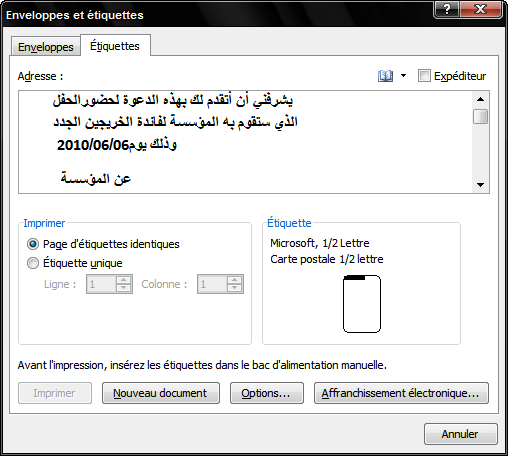 Enveloppes et étiquettes
Enveloppes
Étiquettes
Adresse :
Expéditeur
يشرفني أن أتقدم لك بهذه الدعوة لحضورالحفل
الذي ستقوم به المؤسسة لفائدة الخريجين الجدد
وذلك يوم2010/06/06
عن المؤسسة
Imprimer
Page d'étiquettes identiques
Étiquette unique
Ligne : 1 Colonne : 1
Étiquette
Microsoft, 1/2 Lettre
Carte postale 1/2 lettre
Avant l'impression, insérez les étiquettes dans le bac d'alimentation manuelle.
Imprimer
Nouveau document
Options...
Affranchissement électronique...
Annuler